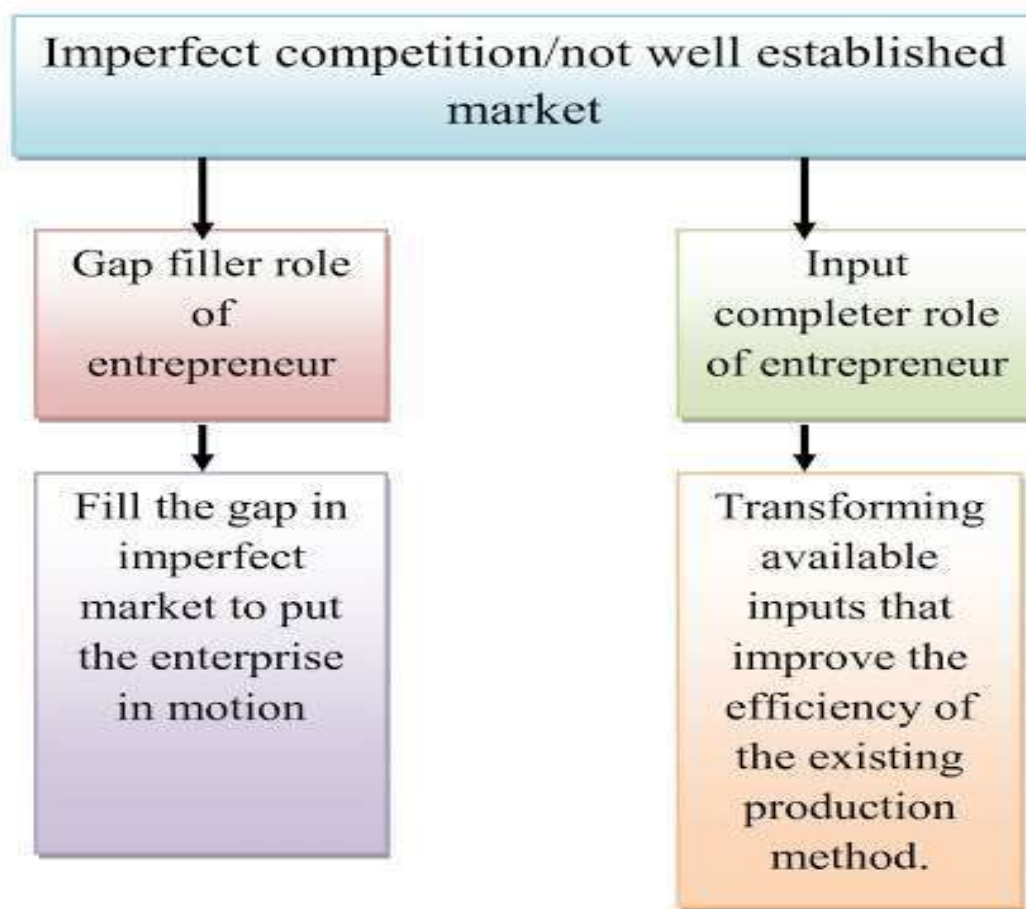 Imperfect competition/not well established
market
Gap filler role
of
entrepreneur
Input
completer role
of entrepreneur
Fill the gap in
imperfect
market to put
the enterprise
in motion
Transforming
available
inputs that
improve the
efficiency of
the existing
production
method.